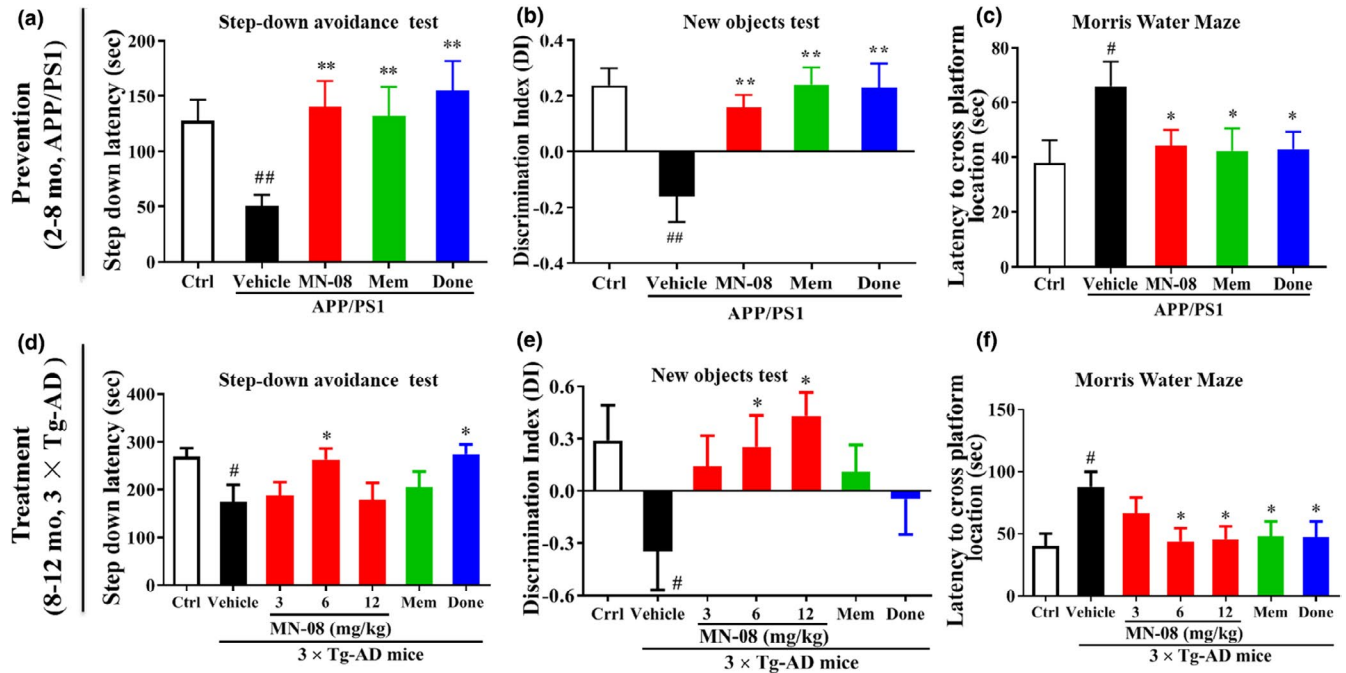 Prevention
(2-8 mo, APP/PS1)
(a)
Step-down avoidance test
Step down latency (sec)
200
150
100
50
0
##
**
**
**
Ctrl Vehicle MN-08 Mem Done
APP/PS1
(b)
New objects test
Discrimination Index (DI)
0.4
0.2
0.0
-0.2
-0.4
##
**
**
**
Ctrl Vehicle MN-08 Mem Done
APP/PS1
(c)
Morris Water Maze
Latency to cross platform
location (sec)
80
60
40
20
0
#
*
*
*
Ctrl Vehicle MN-08 Mem Done
APP/PS1
Treatment
(8-12 mo, 3 × Tg-AD )
(d)
Step-down avoidance test
Step down latency (sec)
400
300
200
100
0
#
*
*
Ctrl Vehicle 3 6 12 Mem Done
MN-08 (mg/kg)
3 × Tg-AD mice
(e)
New objects test
Discrimination Index (DI)
0.6
0.3
0.0
-0.3
-0.6
#
*
*
Crrl Vehicle 3 6 12 Mem Done
MN-08 (mg/kg)
3 × Tg-AD mice
(f)
Morris Water Maze
Latency to cross platform
location (sec)
150
100
50
0
#
*
*
*
*
Ctrl Vehicle 3 6 12 Mem Done
MN-08 (mg/kg)
3 × Tg-AD mice